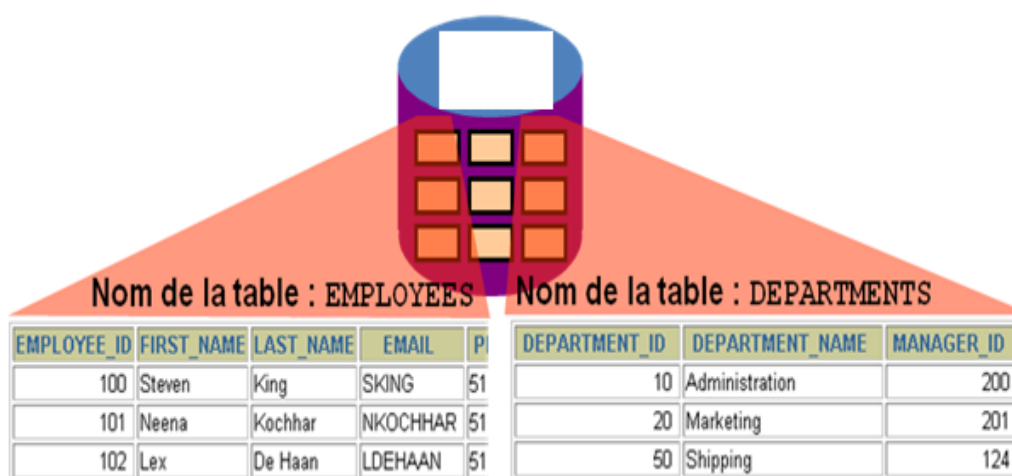 Nom de la table : EMPLOYEES
EMPLOYEE_ID FIRST_NAME LAST_NAME EMAIL
100 Steven King SKING 51
101 Neena Kochhar NKOCHHAR 51
102 Lex De Haan LDEHAAN 51
Nom de la table : DEPARTMENTS
DEPARTMENT_ID DEPARTMENT_NAME MANAGER_ID
10 Administration 200
20 Marketing 201
50 Shipping 124